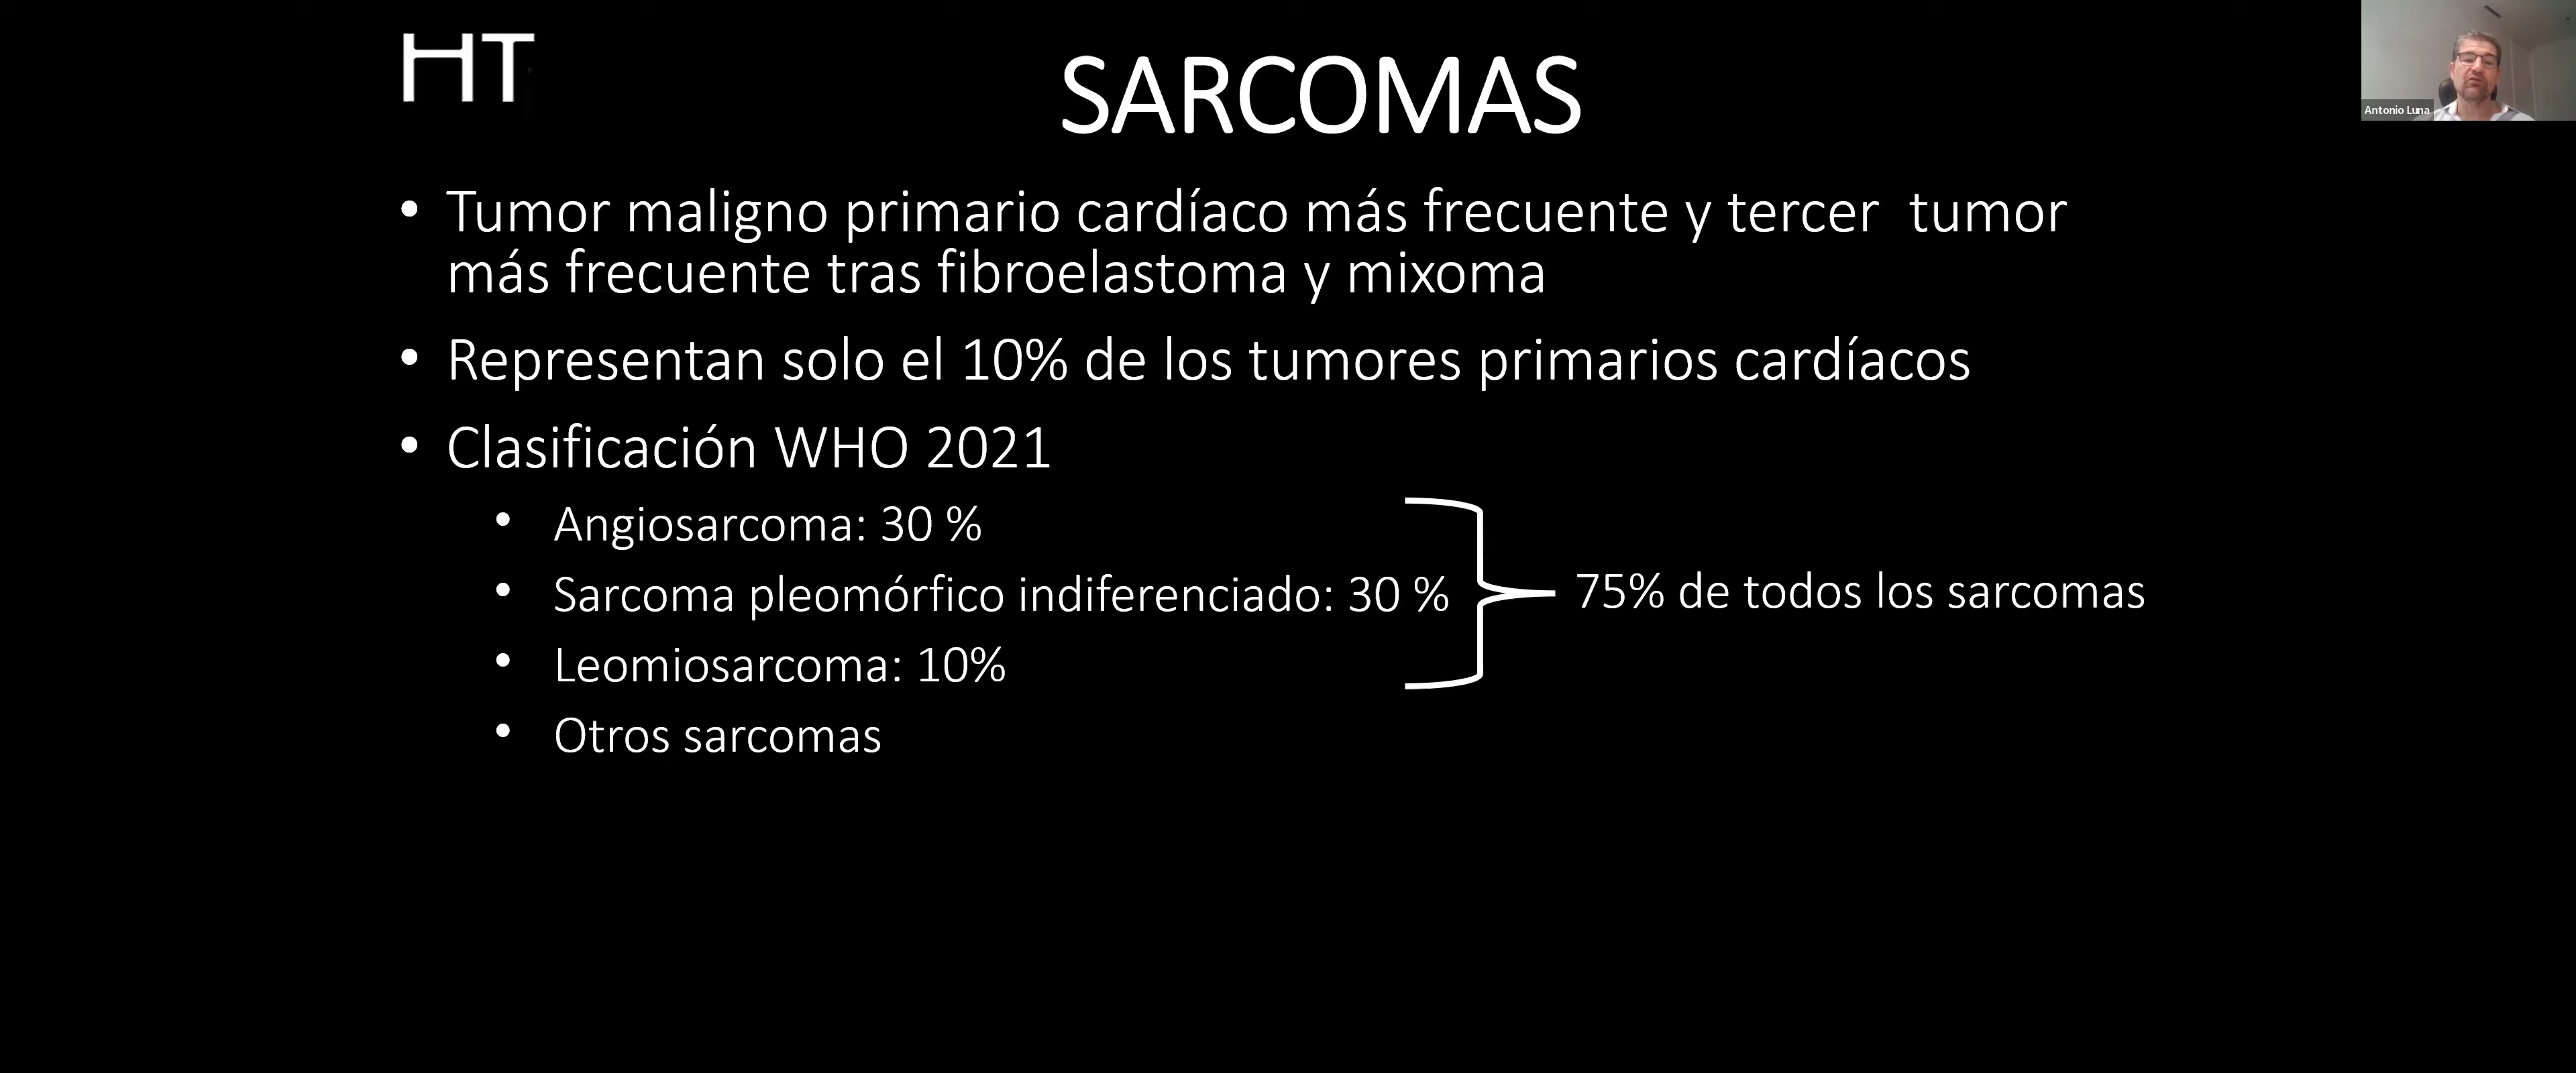 HT
SARCOMAS
Antonio Luna
• Tumor maligno primario cardíaco más frecuente y tercer tumor
más frecuente tras fibroelastoma y mixoma
• Representan solo el 10% de los tumores primarios cardíacos
• Clasificación WHO 2021
• Angiosarcoma: 30 %
• Sarcoma pleomórfico indiferenciado: 30 %
• Leomiosarcoma: 10%
• Otros sarcomas
75% de todos los sarcomas